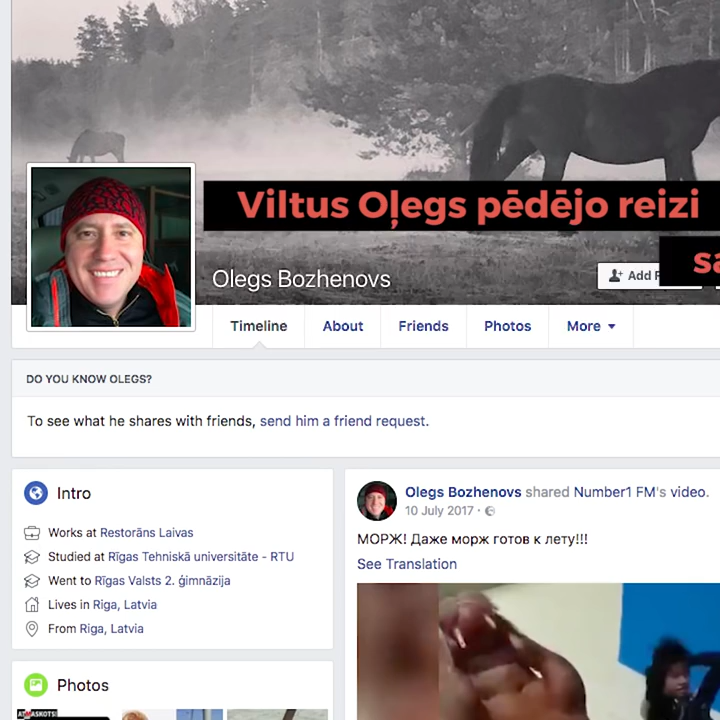 Viltus Oļegs pēdējo reizi
sa
Olegs Bozhenovs
Add F
Timeline About Friends Photos More
DO YOU KNOW OLEGS?
To see what he shares with friends, send him a friend request.
Intro
Works at Restorāns Laivas
Studied at Rīgas Tehniskā universitāte - RTU
Went to Rīgas Valsts 2. ģimnāzija
Lives in Riga, Latvia
From Riga, Latvia
Photos
Olegs Bozhenovs shared Number1 FM's video.
10 July 2017
МОРЖ! Даже морж готов к лету!!!
See Translation